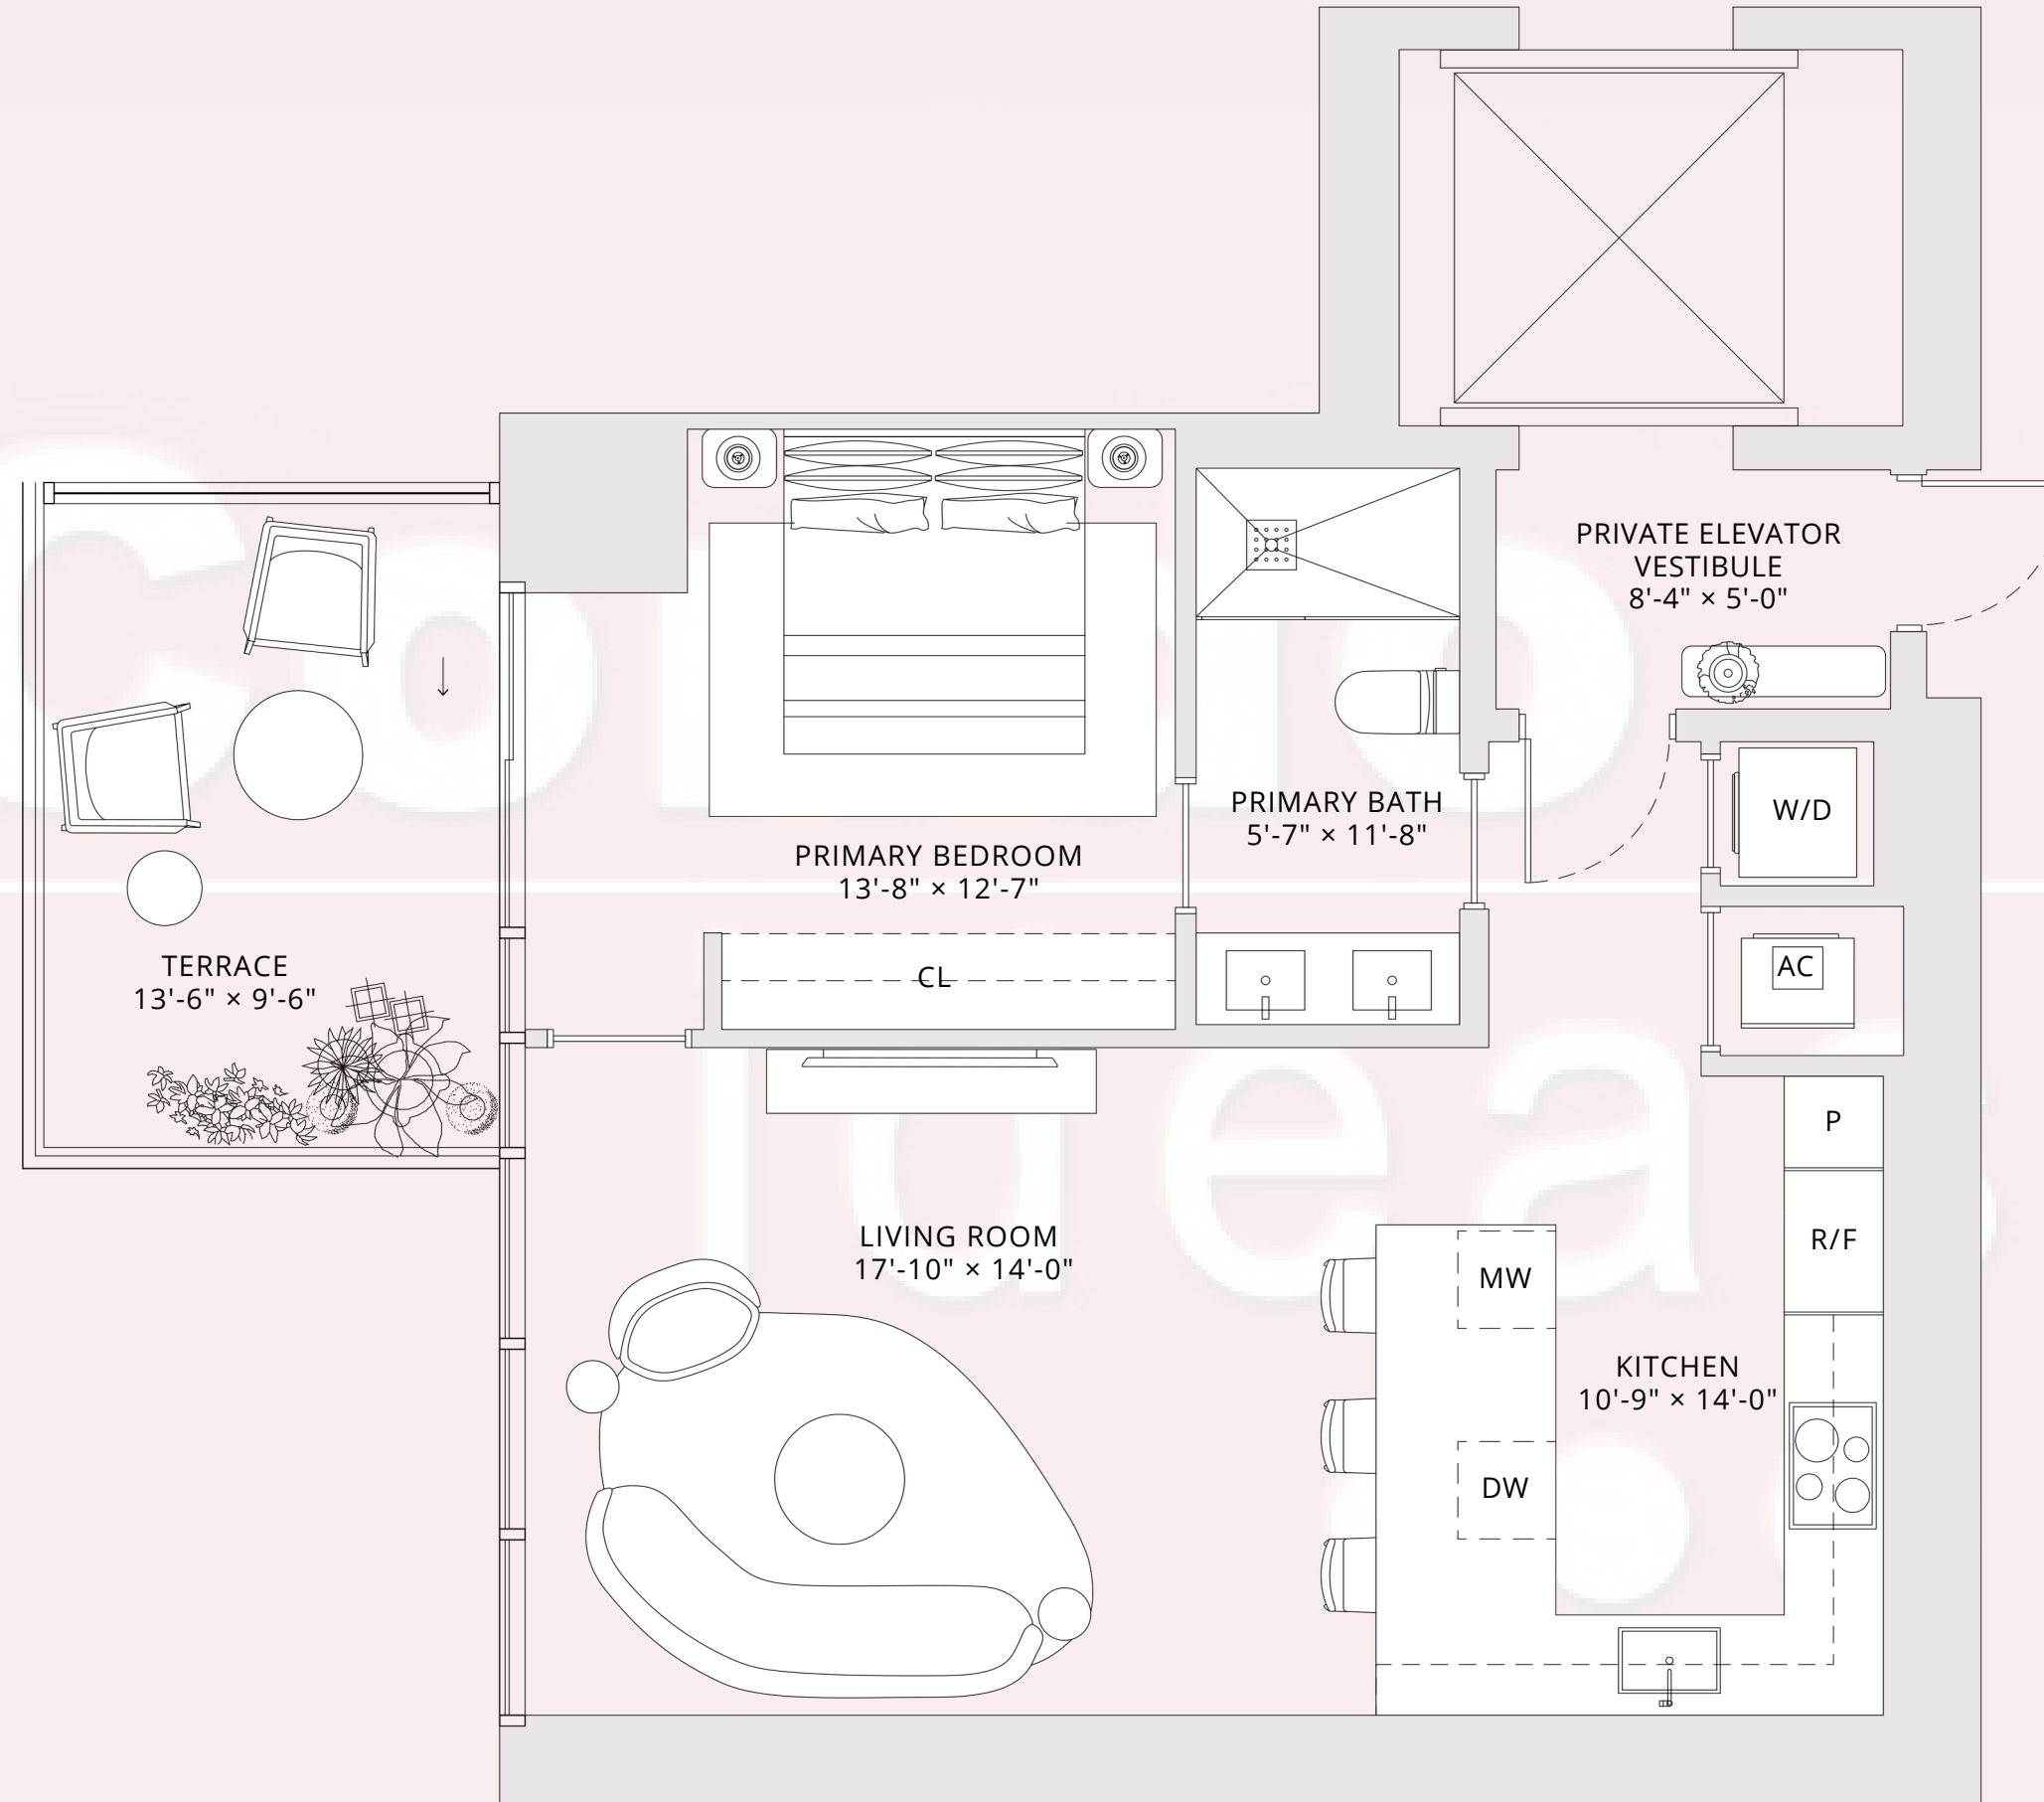 Condo
Ideas
PRIVATE ELEVATOR
VESTIBULE
8'-4" × 5'-0"
W/D
PRIMARY BATH
5'-7" × 11'-8"
PRIMARY BEDROOM
13'-8" × 12'-7"
CL
AC
TERRACE
13'-6" × 9'-6"
P
R/F
LIVING ROOM
17'-10" × 14'-0"
MW
KITCHEN
10'-9" × 14'-0"
DW